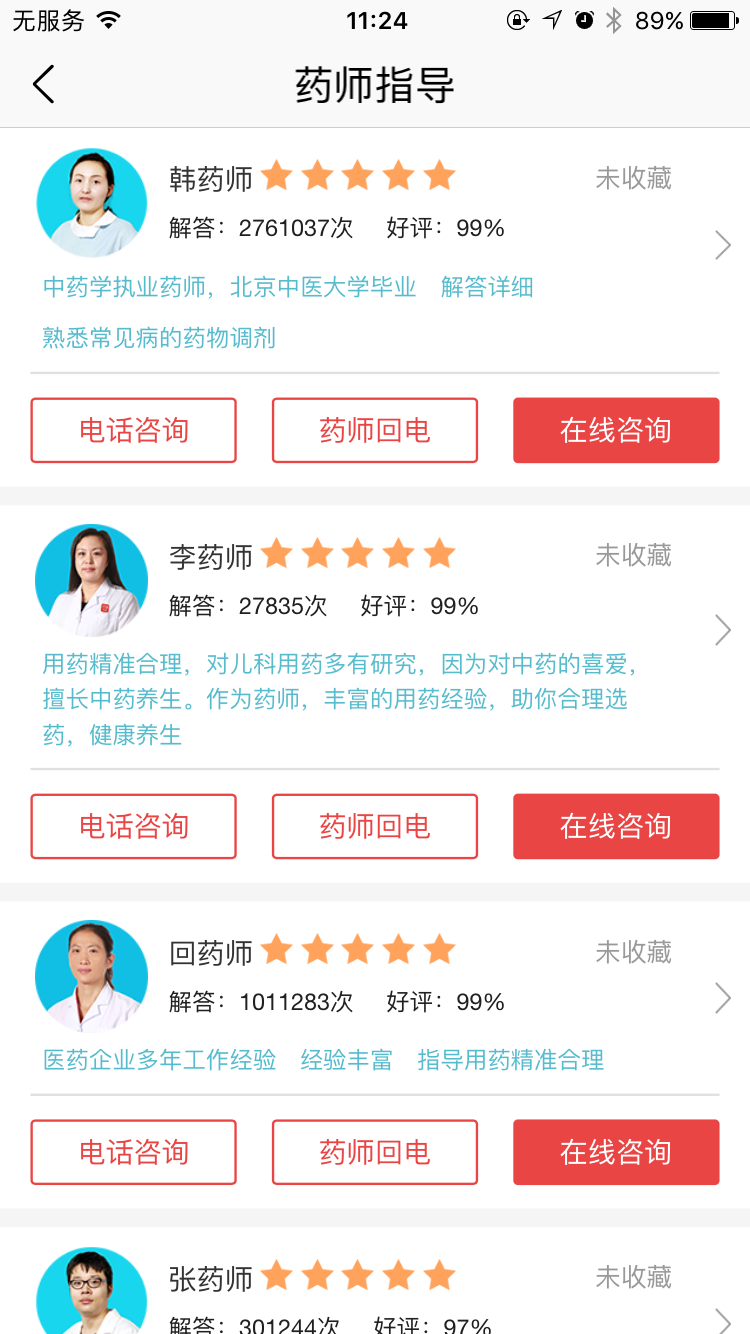 无服务 11:24 89%
药师指导
韩药师 未收藏
解答：2761037次 好评：99%
中药学执业药师，北京中医大学毕业 解答详细
熟悉常见病的药物调剂
电话咨询 药师回电 在线咨询
李药师 未收藏
解答：27835次 好评：99%
用药精准合理，对儿科用药多有研究，因为对中药的喜爱，
擅长中药养生。作为药师，丰富的用药经验，助你合理选
药，健康养生
电话咨询 药师回电 在线咨询
回药师 未收藏
解答：1011283次 好评：99%
医药企业多年工作经验 经验丰富 指导用药精准合理
电话咨询 药师回电 在线咨询
张药师 未收藏
解答：301244次 好评：97%